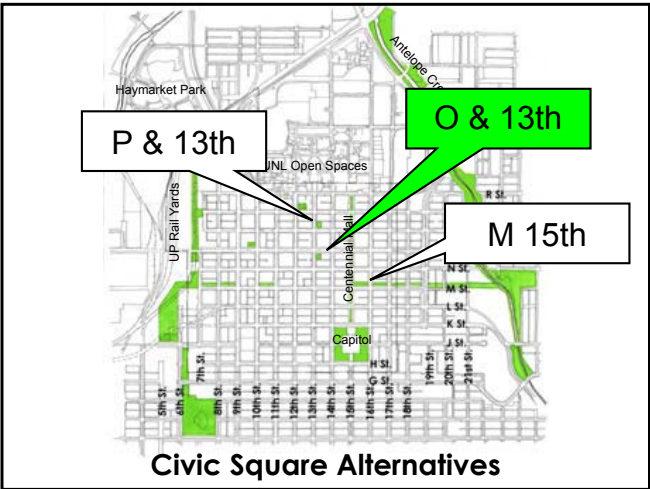 Haymarket Park
Antelope Cre
P & 13th
O & 13th
UNL Open Spaces
UP Rail Yards
Centennial Mall
R St.
M 15th
N St.
M St.
L St.
K St.
J St.
Capitol
H St.
G St.
5th St.
6th St.
7th St.
8th St.
9th St.
10th St.
11th St.
12th St.
13th St.
14th St.
15th St.
16th St.
17th St.
18th St.
19th St.
20th St.
21st St.
Civic Square Alternatives